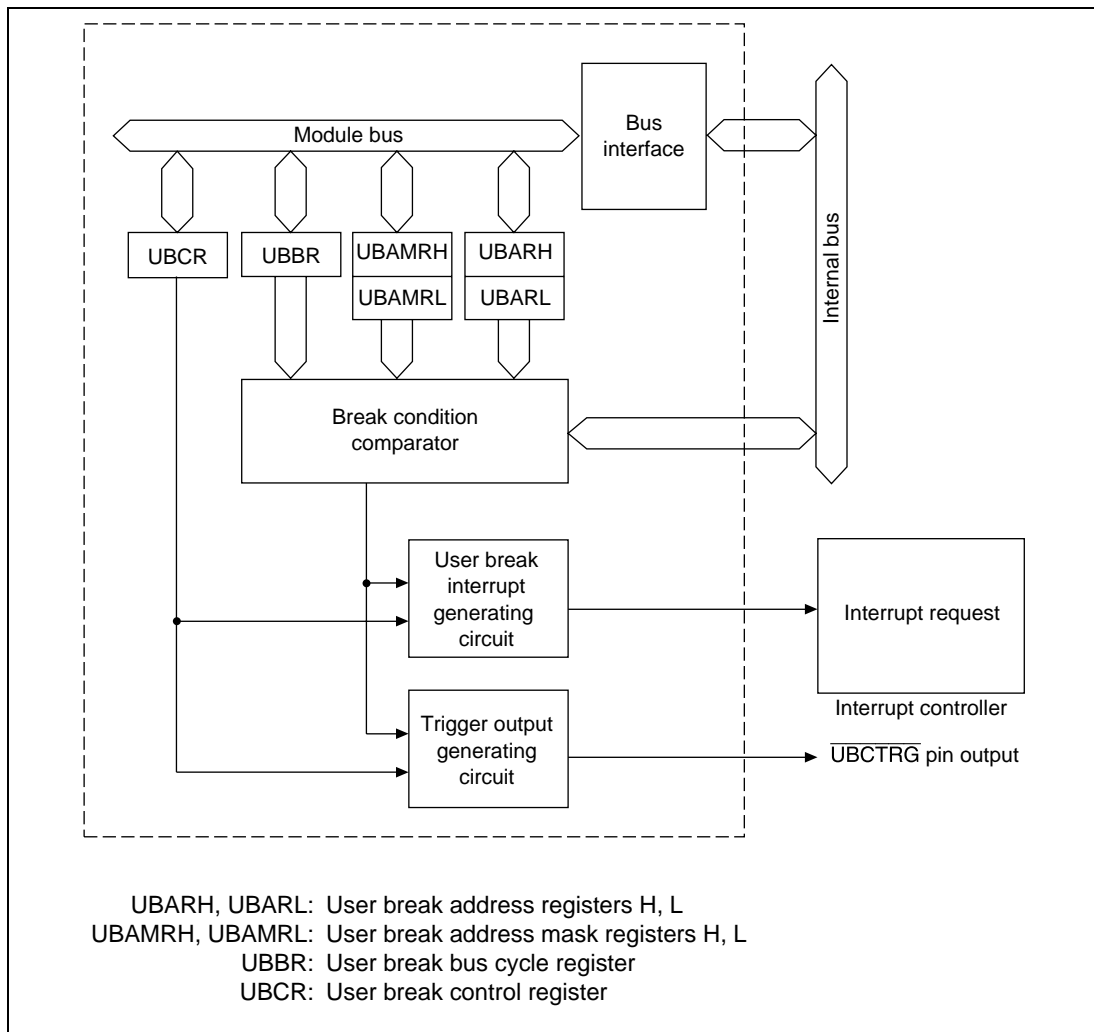 Module bus
Bus
interface
Internal bus
UBCR
UBBR
UBAMRH
UBAMRL
UBARH
UBARL
Break condition
comparator
User break
interrupt
generating
circuit
Interrupt request
Interrupt controller
Trigger output
generating
circuit
UBCTRG pin output
UBARH, UBARL: User break address registers H, L
UBAMRH, UBAMRL: User break address mask registers H, L
UBBR: User break bus cycle register
UBCR: User break control register